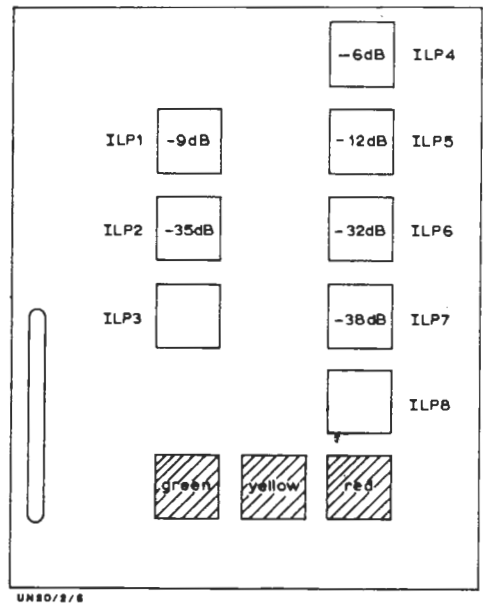 -6dB ILP4
ILP1 -9dB -12dB ILP5
ILP2 -35dB -32dB ILP6
ILP3 -38dB ILP7
ILP8
green yellow red
UN20/2/6